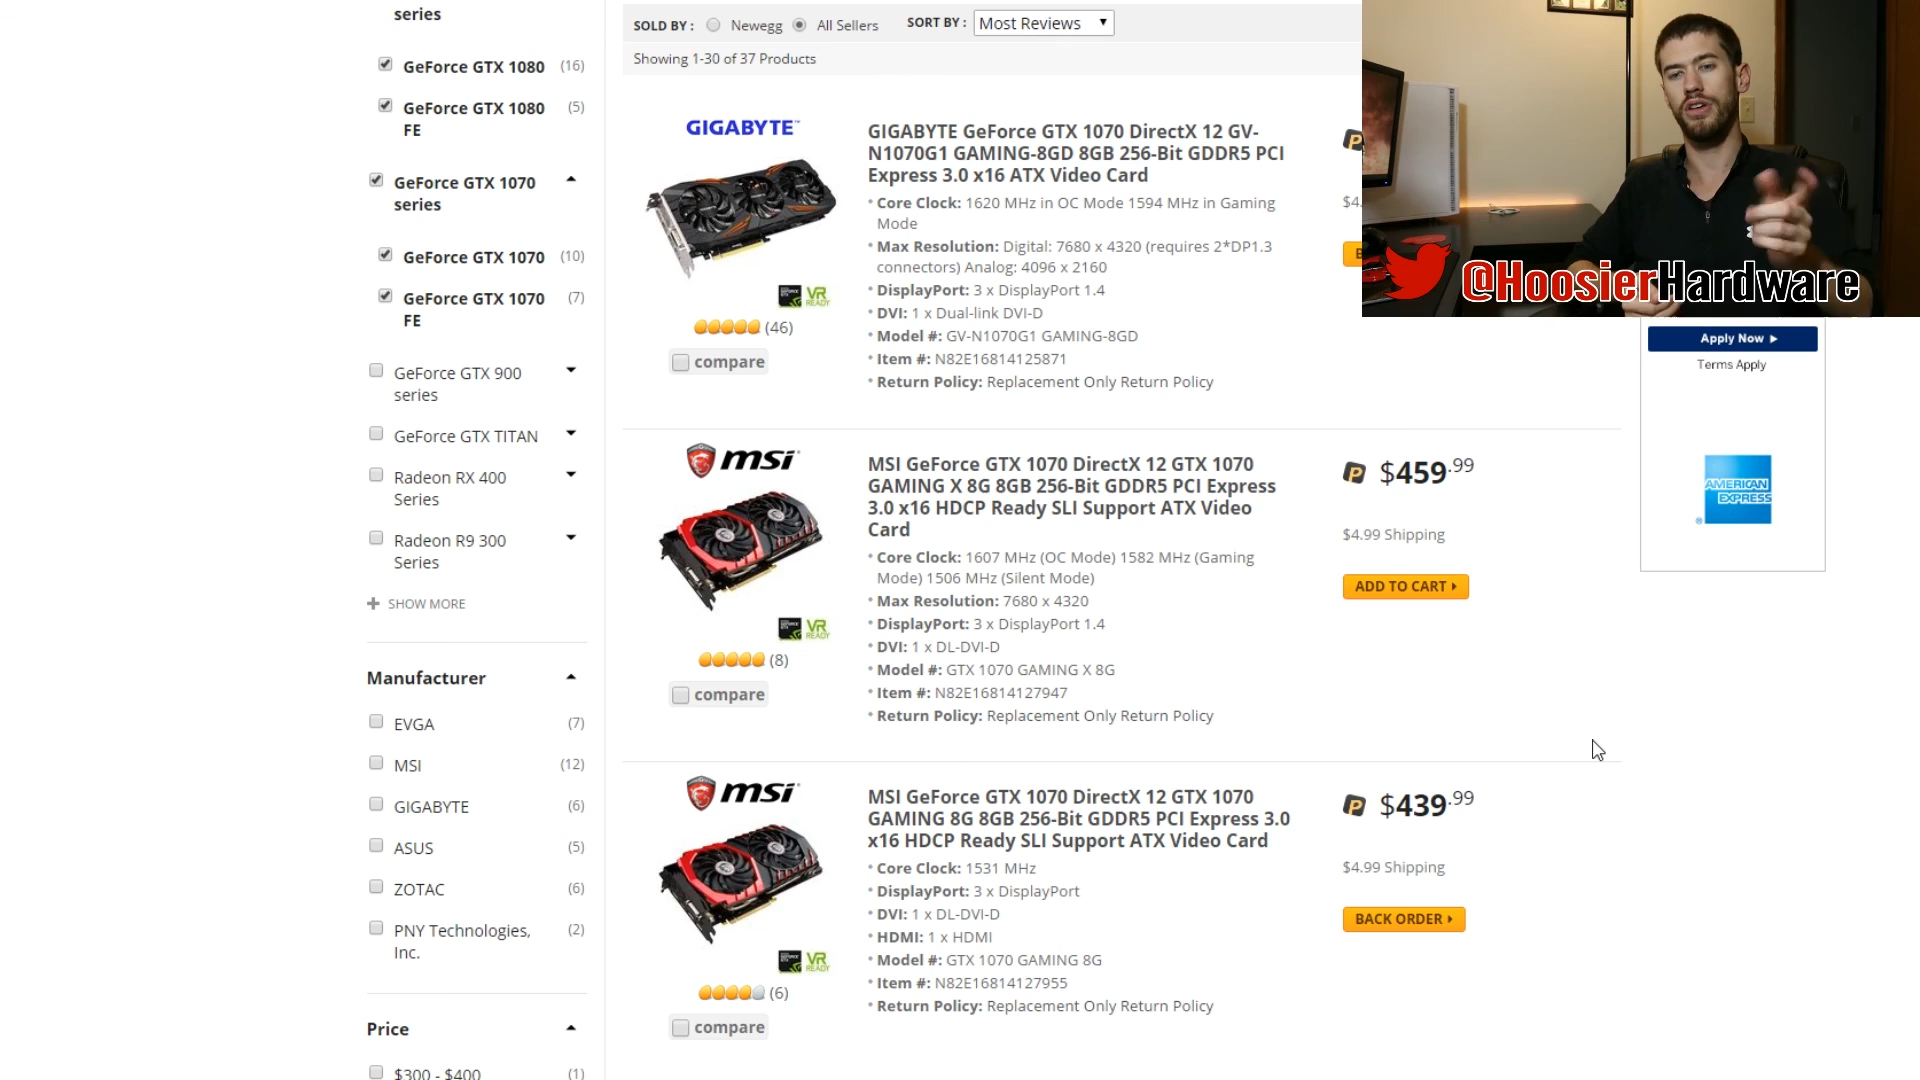 series
GeForce GTX 1080 (16)
GeForce GTX 1080 (5)
FE
GeForce GTX 1070
series
GeForce GTX 1070 (10)
GeForce GTX 1070 (7)
FE
GeForce GTX 900
series
GeForce GTX TITAN
Radeon RX 400
Series
Radeon R9 300
Series
SHOW MORE
Manufacturer
EVGA (7)
MSI (12)
GIGABYTE (6)
ASUS (5)
ZOTAC (6)
PNY Technologies, (2)
Inc.
Price
$300 - $400 (1)
SOLD BY : Newegg All Sellers SORT BY : Most Reviews
Showing 1-30 of 37 Products
GIGABYTE™
VR
READY
(46)
compare
GIGABYTE GeForce GTX 1070 DirectX 12 GV-
N1070G1 GAMING-8GD 8GB 256-Bit GDDR5 PCI
Express 3.0 x16 ATX Video Card
Core Clock: 1620 MHz in OC Mode 1594 MHz in Gaming
Mode
Max Resolution: Digital: 7680 x 4320 (requires 2*DP1.3
connectors) Analog: 4096 x 2160
DisplayPort: 3 x DisplayPort 1.4
DVI: 1 x Dual-link DVI-D
Model #: GV-N1070G1 GAMING-8GD
Item #: N82E16814125871
Return Policy: Replacement Only Return Policy
$4.
B
msi
VR
READY
(8)
compare
MSI GeForce GTX 1070 DirectX 12 GTX 1070
GAMING X 8G 8GB 256-Bit GDDR5 PCI Express
3.0 x16 HDCP Ready SLI Support ATX Video
Card
Core Clock: 1607 MHz (OC Mode) 1582 MHz (Gaming
Mode) 1506 MHz (Silent Mode)
Max Resolution: 7680 x 4320
DisplayPort: 3 x DisplayPort 1.4
DVI: 1 x DL-DVI-D
Model #: GTX 1070 GAMING X 8G
Item #: N82E16814127947
Return Policy: Replacement Only Return Policy
$459.99
$4.99 Shipping
ADD TO CART
msi
VR
READY
(6)
compare
MSI GeForce GTX 1070 DirectX 12 GTX 1070
GAMING 8G 8GB 256-Bit GDDR5 PCI Express 3.0
x16 HDCP Ready SLI Support ATX Video Card
Core Clock: 1531 MHz
DisplayPort: 3 x DisplayPort
DVI: 1 x DL-DVI-D
HDMI: 1 x HDMI
Model #: GTX 1070 GAMING 8G
Item #: N82E16814127955
Return Policy: Replacement Only Return Policy
$439.99
$4.99 Shipping
BACK ORDER
@HoosierHardware
Apply Now
Terms Apply
AMERICAN
EXPRESS
®